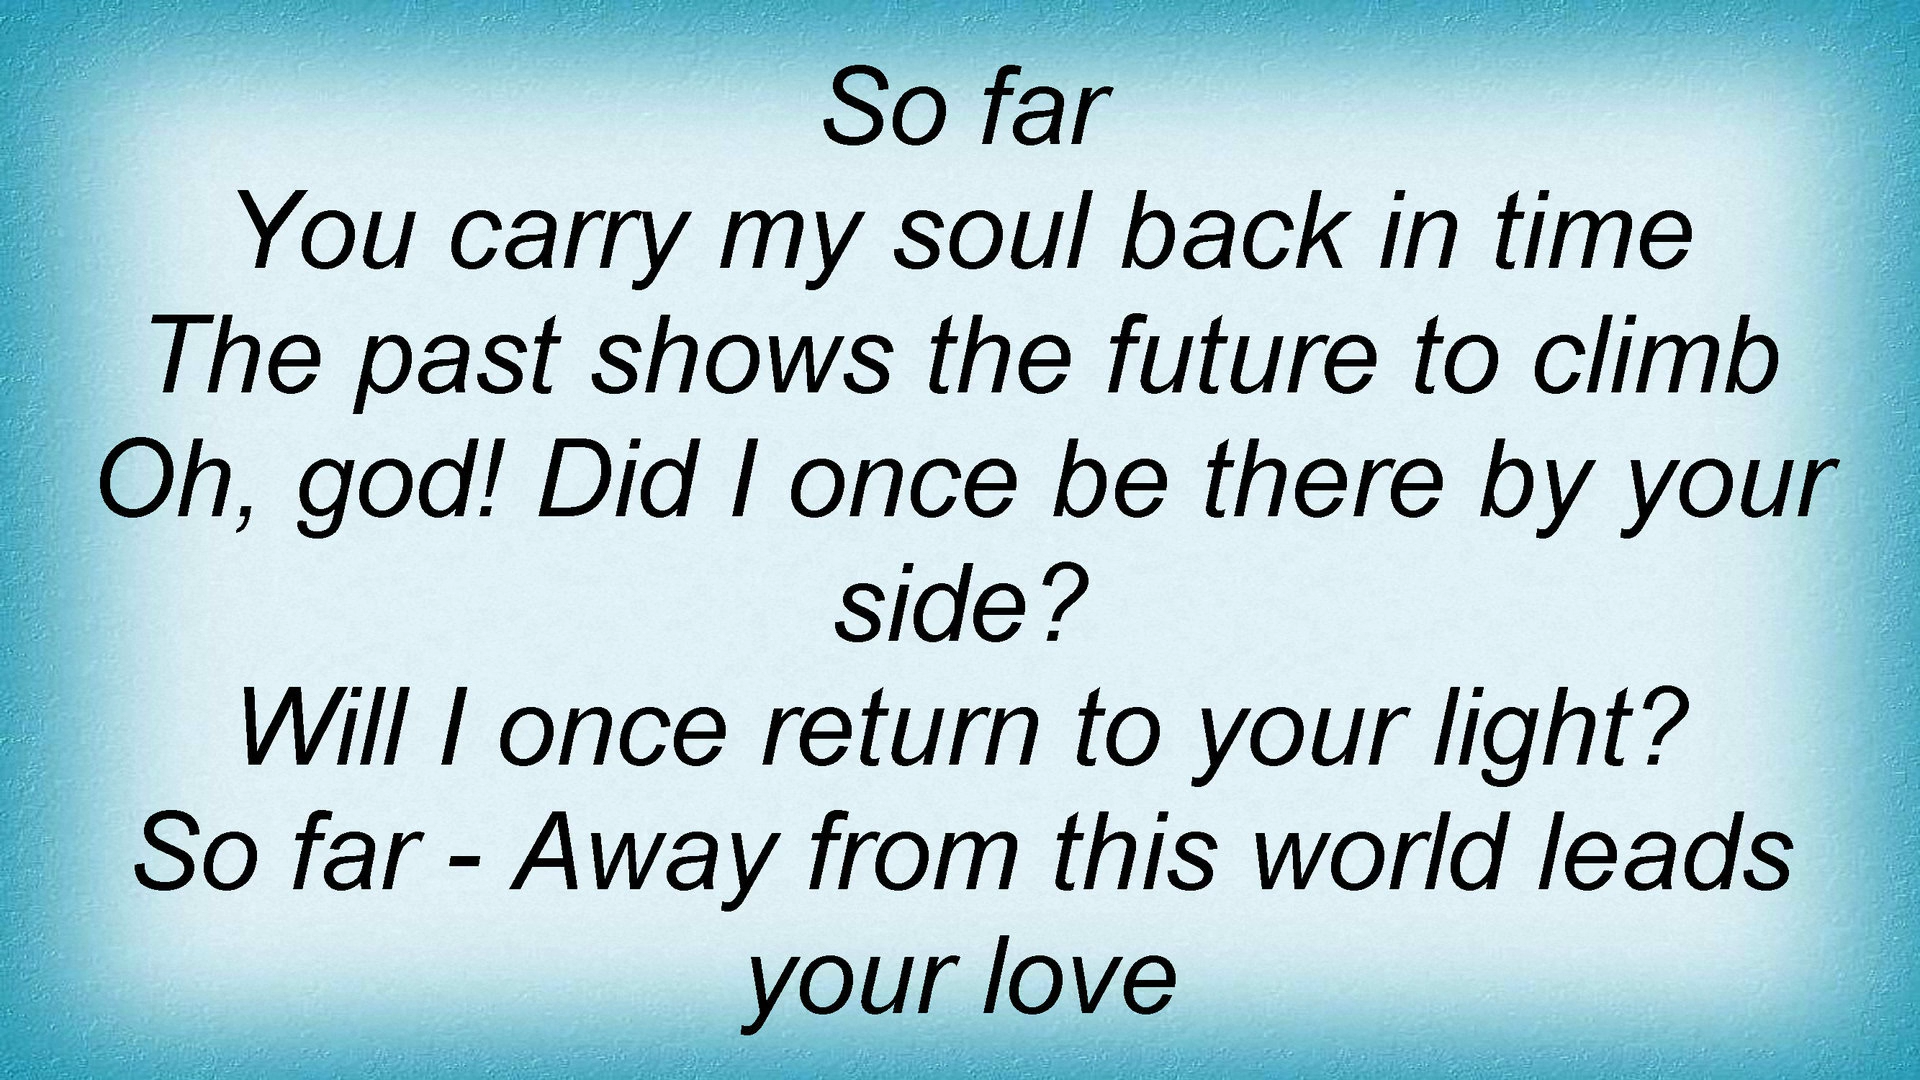 So far
You carry my soul back in time
The past shows the future to climb
Oh, god! Did I once be there by your
side?
Will I once return to your light?
So far - Away from this world leads
your love